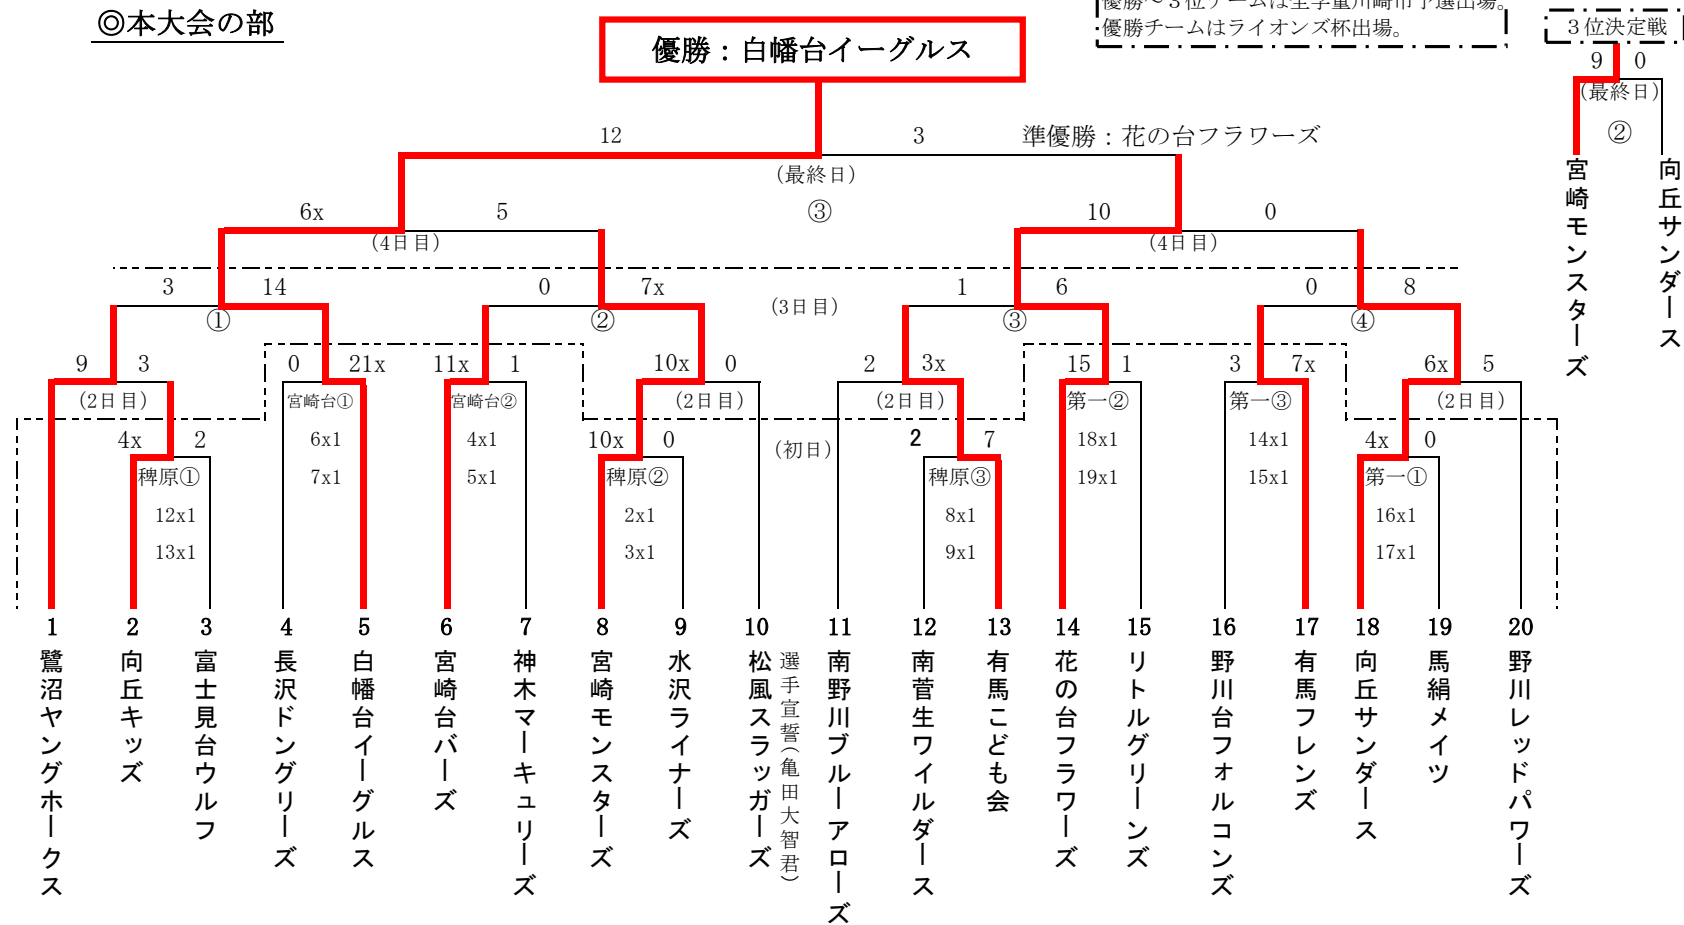 ◎本大会の部
優勝～3位チームは全学童川崎市予選出場。
優勝チームはライオンズ杯出場。
3位決定戦
優勝：白幡台イーグルス
9 0
(最終日)
②
宮崎モンスターズ
向丘サンダース
12 3 準優勝：花の台フラワーズ
(最終日)
③
6x 5 10 0
(4日目) (4日目)
3 14 0 7x (3日目) 1 6 0 8
① ② ③ ④
9 3 0 21x 11x 1 10x 0 2 3x 15 1 3 7x 6x 5
(2日目) 宮崎台① 宮崎台② (2日目) (2日目) 第一② 第一③ (2日目)
4x 2 6x1 4x1 10x 0 (初日) 2 7 18x1 14x1 4x 0
稗原① 7x1 5x1 稗原② 稗原③ 19x1 15x1 第一①
12x1 2x1 8x1 16x1
13x1 3x1 9x1 17x1
1 2 3 4 5 6 7 8 9 10 11 12 13 14 15 16 17 18 19 20
鷺沼ヤングホークス
向丘キッズ
富士見台ウルフ
長沢ドングリーズ
白幡台イーグルス
宮崎台バーズ
神木マーキュリーズ
宮崎モンスターズ
水沢ライナーズ
松風スラッガーズ
選手宣誓(亀田大智君)
南野川ブルーアローズ
南菅生ワイルダース
有馬こども会
花の台フラワーズ
リトルグリーンズ
野川台フォルコンズ
有馬フレンズ
向丘サンダース
馬絹メイツ
野川レッドパワーズ